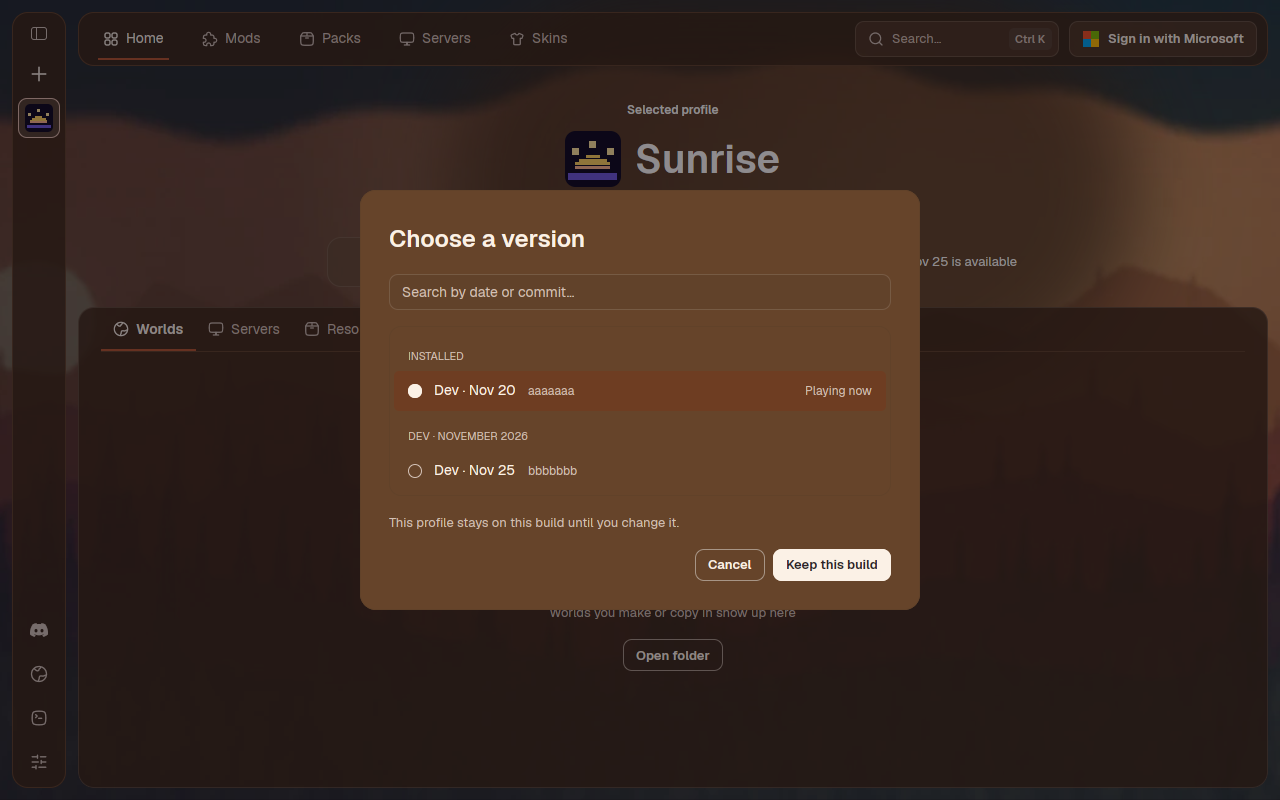 Home
Mods
Packs
Servers
Skins
Search...
Ctrl K
Sign in with Microsoft
Selected profile
Sunrise
25 is available
Choose a version
Search by date or commit...
Worlds
Servers
INSTALLED
Dev · Nov 20 aaaaaaa Playing now
DEV · NOVEMBER 2026
Dev · Nov 25 bbbbbbb
This profile stays on this build until you change it.
Cancel
Keep this build
Worlds you make or copy in show up here
Open folder